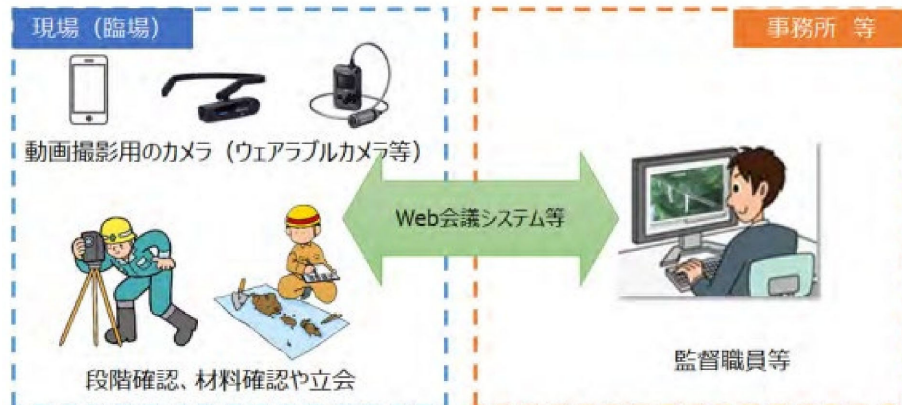 現場（臨場）
動画撮影用のカメラ（ウェアラブルカメラ等）
段階確認、材料確認や立会
Web会議システム等
事務所 等
監督職員等